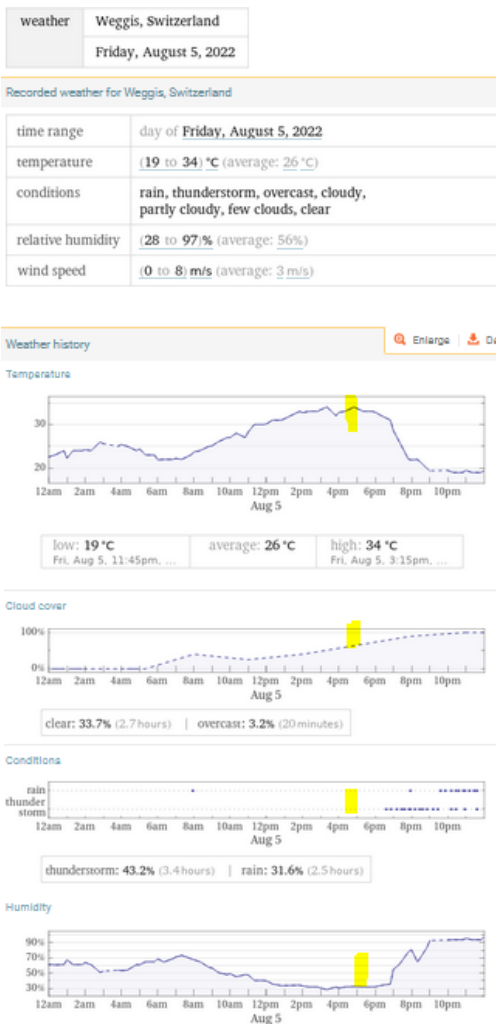 weather
Weggis, Switzerland
Friday, August 5, 2022
Recorded weather for Weggis, Switzerland
time range day of Friday, August 5, 2022
temperature (19 to 34) °C (average: 26 °C)
conditions rain, thunderstorm, overcast, cloudy,
partly cloudy, few clouds, clear
relative humidity (28 to 97)% (average: 56%)
wind speed (0 to 8) m/s (average: 3 m/s)
Weather history Enlarge
Temperature
30
20
12am 2am 4am 6am 8am 10am 12pm 2pm 4pm 6pm 8pm 10pm
Aug 5
low: 19 °C average: 26 °C high: 34 °C
Fri, Aug 5, 11:45pm, ... Fri, Aug 5, 3:15pm, ...
Cloud cover
100%
0%
12am 2am 4am 6am 8am 10am 12pm 2pm 4pm 6pm 8pm 10pm
Aug 5
clear: 33.7% (2.7 hours) | overcast: 3.2% (20 minutes)
Conditions
rain
thunder
storm
12am 2am 4am 6am 8am 10am 12pm 2pm 4pm 6pm 8pm 10pm
Aug 5
thunderstorm: 43.2% (3.4 hours) | rain: 31.6% (2.5 hours)
Humidity
90%
70%
50%
30%
12am 2am 4am 6am 8am 10am 12pm 2pm 4pm 6pm 8pm 10pm
Aug 5